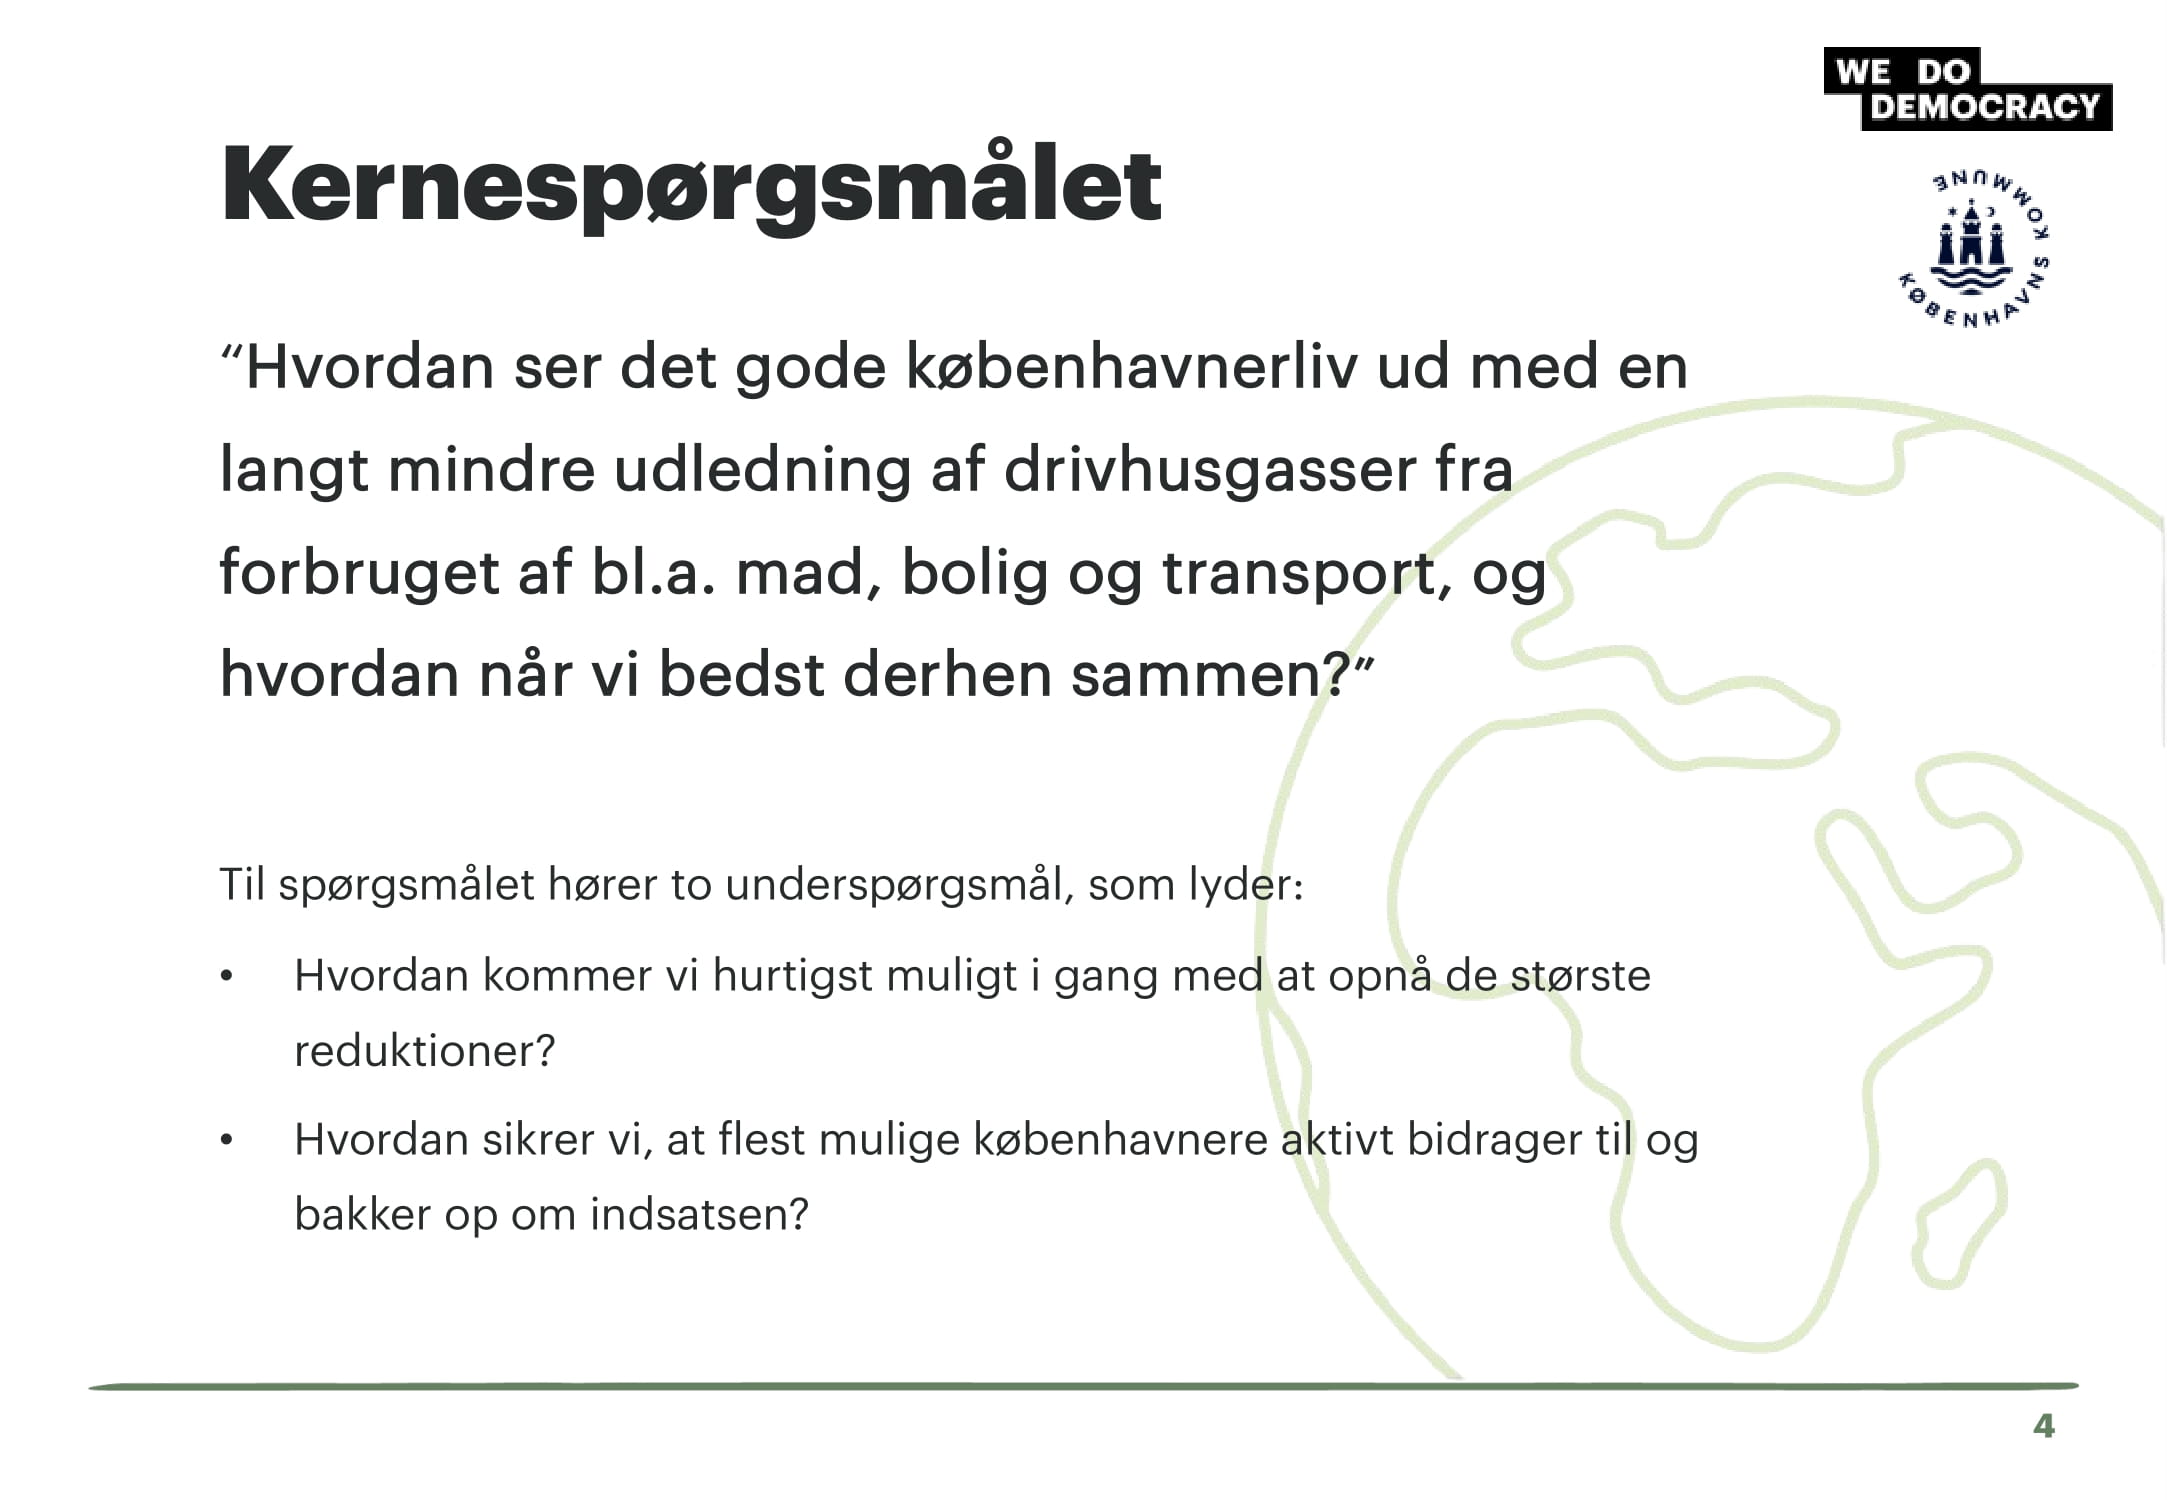 WE DO
DEMOCRACY
KØBENHAVNS KOMMUNE
Kernespørgsmålet
“Hvordan ser det gode københavnerliv ud med en
langt mindre udledning af drivhusgasser fra
forbruget af bl.a. mad, bolig og transport, og
hvordan når vi bedst derhen sammen?”
Til spørgsmålet hører to underspørgsmål, som lyder:
• Hvordan kommer vi hurtigst muligt i gang med at opnå de største
reduktioner?
• Hvordan sikrer vi, at flest mulige københavnere aktivt bidrager til og
bakker op om indsatsen?
4